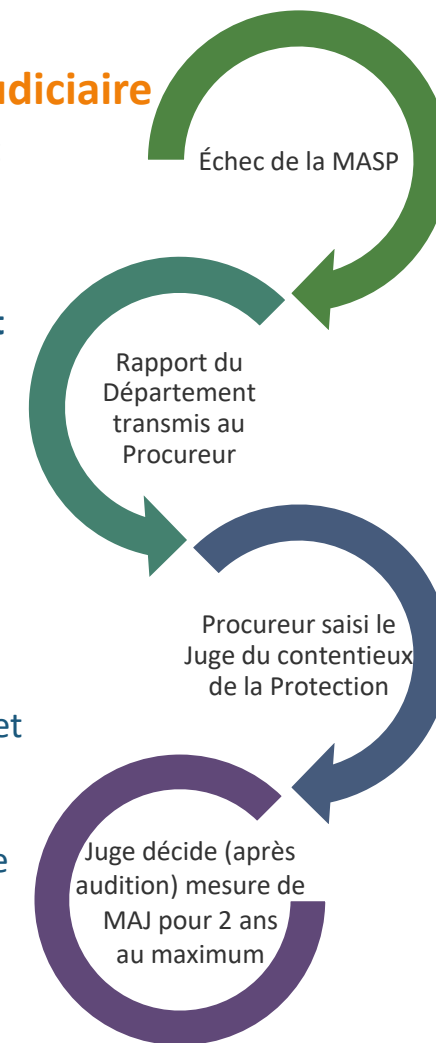 udiciaire
Échec de la MASP
t
Rapport du
Département
transmis au
Procureur
Procureur saisi le
Juge du contentieux
de la Protection
et
e
Juge décide (après
audition) mesure de
MAJ pour 2 ans
au maximum